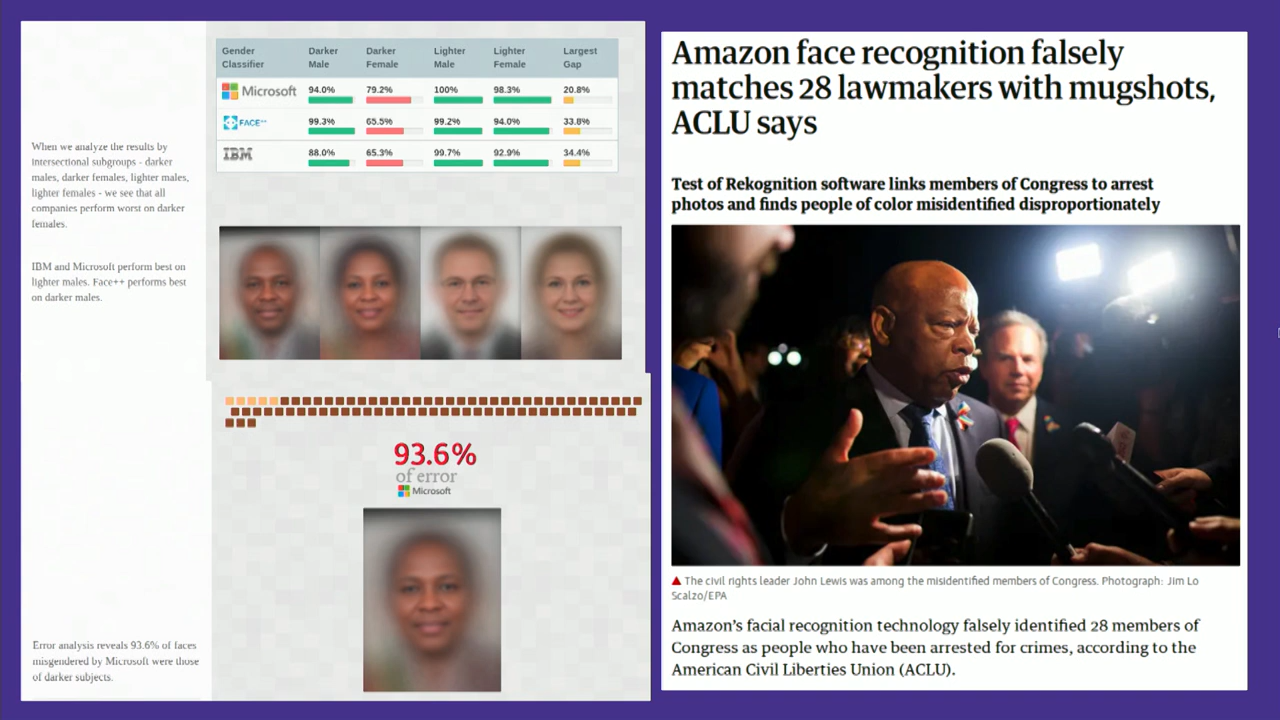 Gender Classifier Darker Male Darker Female Lighter Male Lighter Female Largest Gap
Microsoft 94.0% 79.2% 100% 98.3% 20.8%
FACE++ 99.3% 65.5% 99.2% 94.0% 33.8%
IBM 88.0% 65.3% 99.7% 92.9% 34.4%
When we analyze the results by
intersectional subgroups - darker
males, darker females, lighter males,
lighter females - we see that all
companies perform worst on darker
females.
IBM and Microsoft perform best on
lighter males. Face++ performs best
on darker males.
93.6%
of error
Microsoft
Error analysis reveals 93.6% of faces
misgendered by Microsoft were those
of darker subjects.
Amazon face recognition falsely
matches 28 lawmakers with mugshots,
ACLU says
Test of Rekognition software links members of Congress to arrest
photos and finds people of color misidentified disproportionately
▲ The civil rights leader John Lewis was among the misidentified members of Congress. Photograph: Jim Lo
Scalzo/EPA
Amazon’s facial recognition technology falsely identified 28 members of
Congress as people who have been arrested for crimes, according to the
American Civil Liberties Union (ACLU).